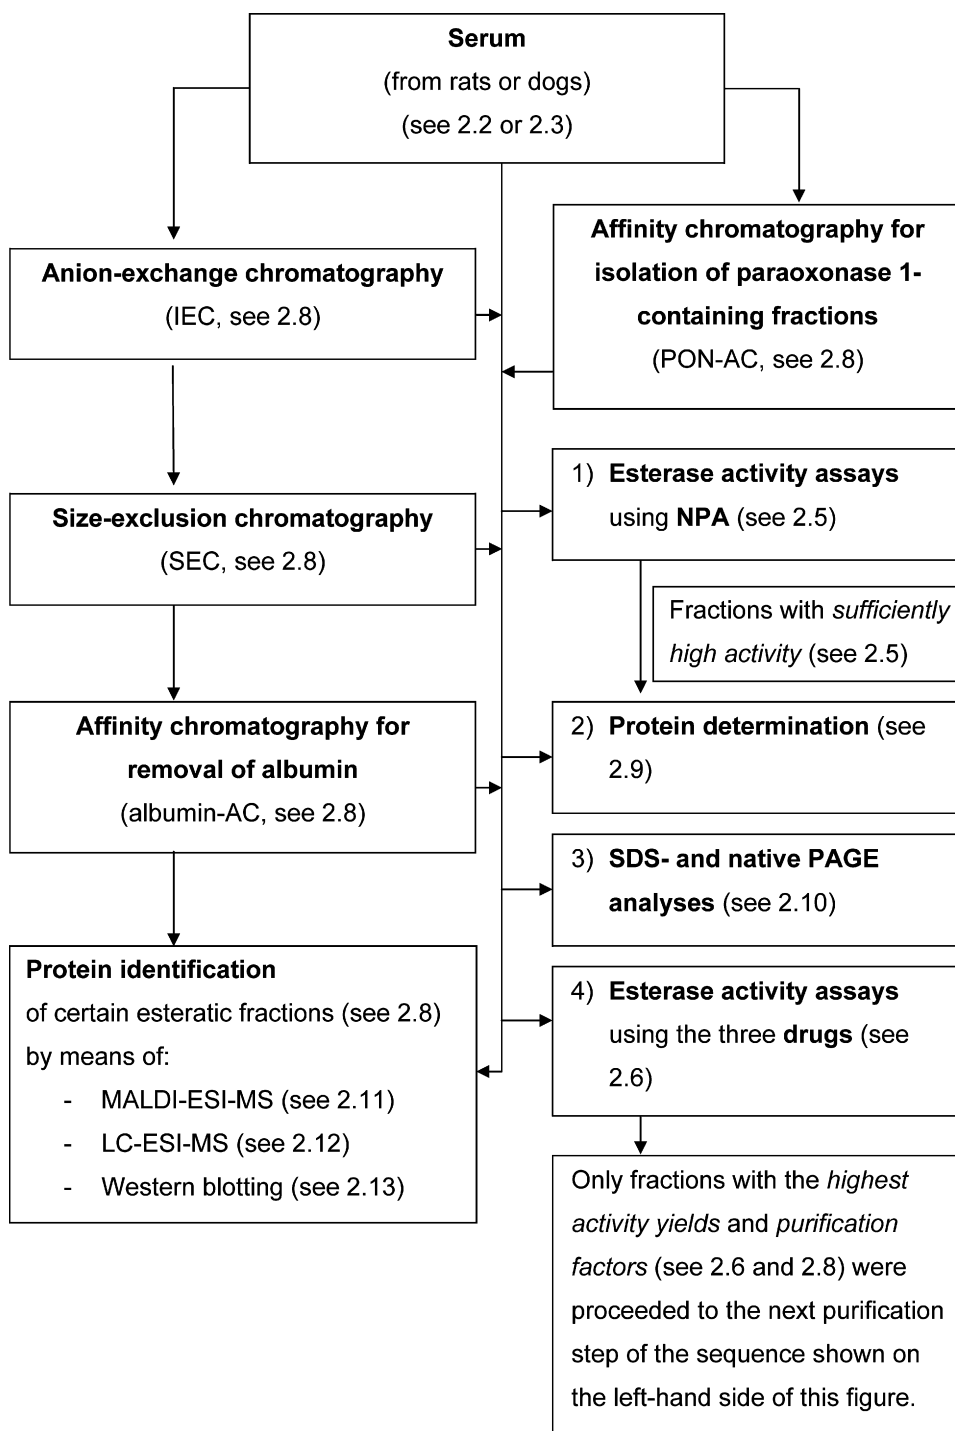 Serum
(from rats or dogs)
(see 2.2 or 2.3)
Anion-exchange chromatography
(IEC, see 2.8)
Affinity chromatography for
isolation of paraoxonase 1-
containing fractions
(PON-AC, see 2.8)
Size-exclusion chromatography
(SEC, see 2.8)
1) Esterase activity assays
using NPA (see 2.5)
Fractions with sufficiently
high activity (see 2.5)
Affinity chromatography for
removal of albumin
(albumin-AC, see 2.8)
2) Protein determination (see
2.9)
3) SDS- and native PAGE
analyses (see 2.10)
Protein identification
of certain esteratic fractions (see 2.8)
by means of:
- MALDI-ESI-MS (see 2.11)
- LC-ESI-MS (see 2.12)
- Western blotting (see 2.13)
4) Esterase activity assays
using the three drugs (see
2.6)
Only fractions with the highest
activity yields and purification
factors (see 2.6 and 2.8) were
proceeded to the next purification
step of the sequence shown on
the left-hand side of this figure.